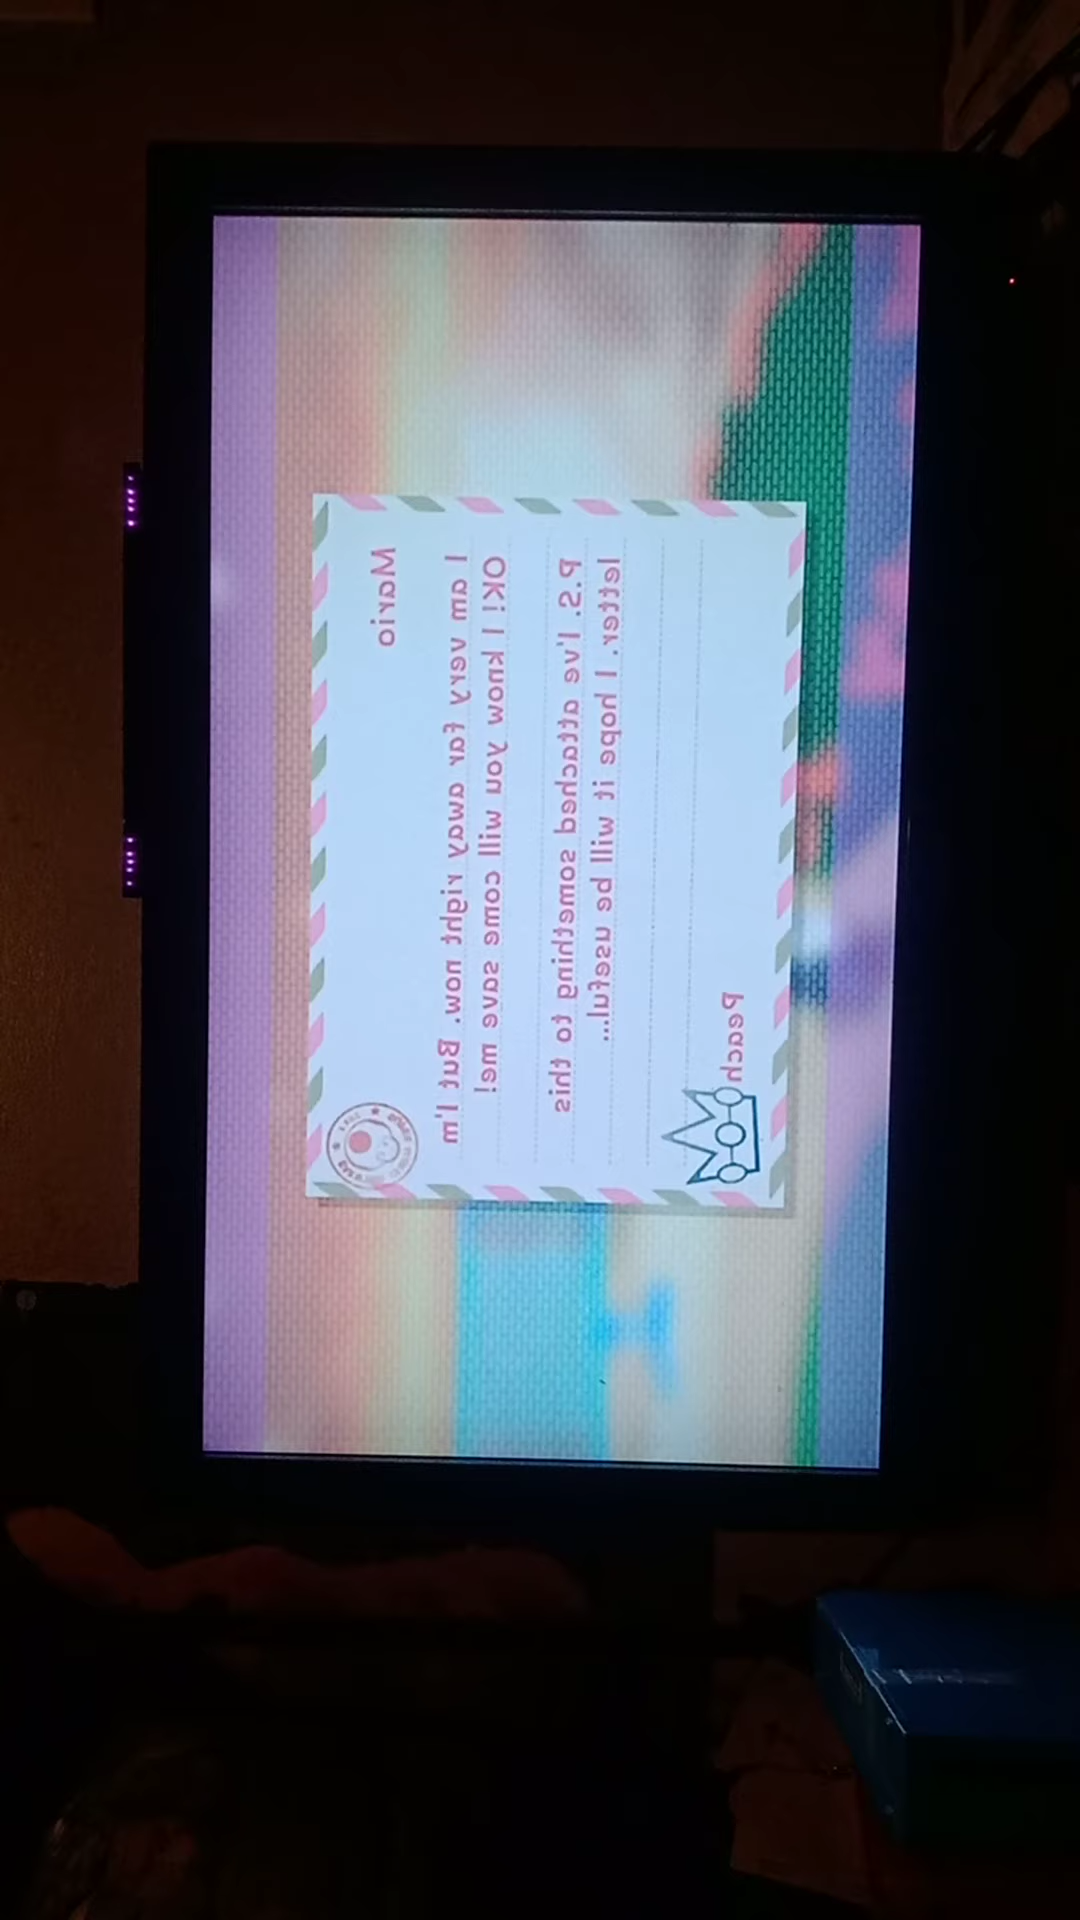 Mario
I am very far away right now. But I'm
OK! I know you will come save me!
P.S. I've attached something to this
letter. I hope it will be useful...
Peach